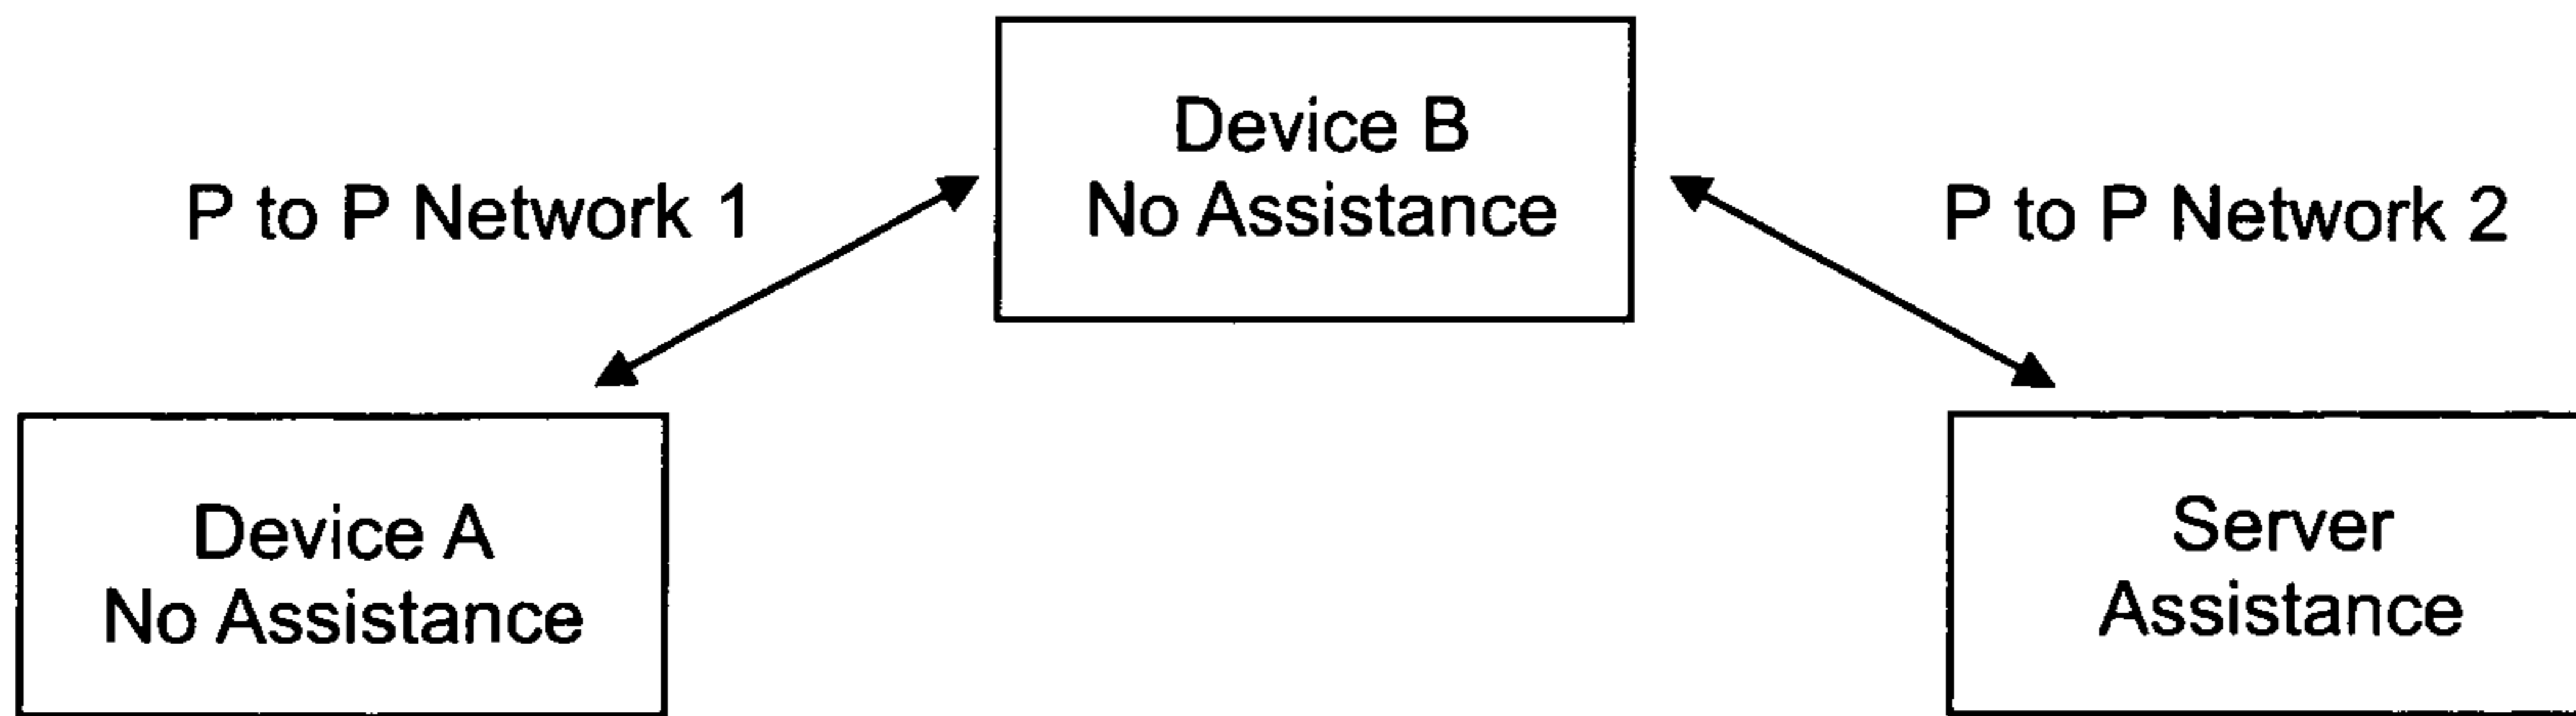 Device B
No Assistance
P to P Network 1
P to P Network 2
Device A
No Assistance
Server
Assistance